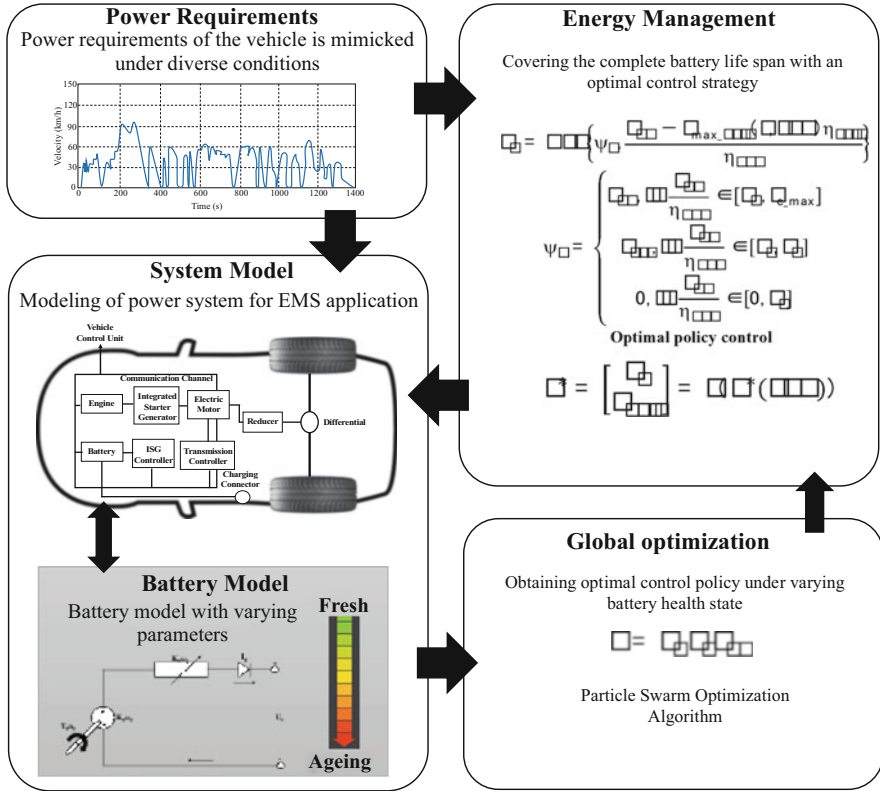 Power Requirements
Power requirements of the vehicle is mimicked
under diverse conditions
150
120
90
60
30
0
Velocity (km/h)
200
400
600
800
1000
1200
1400
Time (s)
System Model
Modeling of power system for EMS application
Vehicle
Control Unit
Communication Channel
Engine
Integrated
Starter
Generator
Electric
Motor
Reducer
Differential
Battery
ISG
Controller
Transmission
Controller
Charging
Connector
Battery Model
Battery model with varying
parameters
Fresh
Ageing
Energy Management
Covering the complete battery life span with an
optimal control strategy
Optimal policy control
Global optimization
Obtaining optimal control policy under varying
battery health state
Particle Swarm Optimization
Algorithm